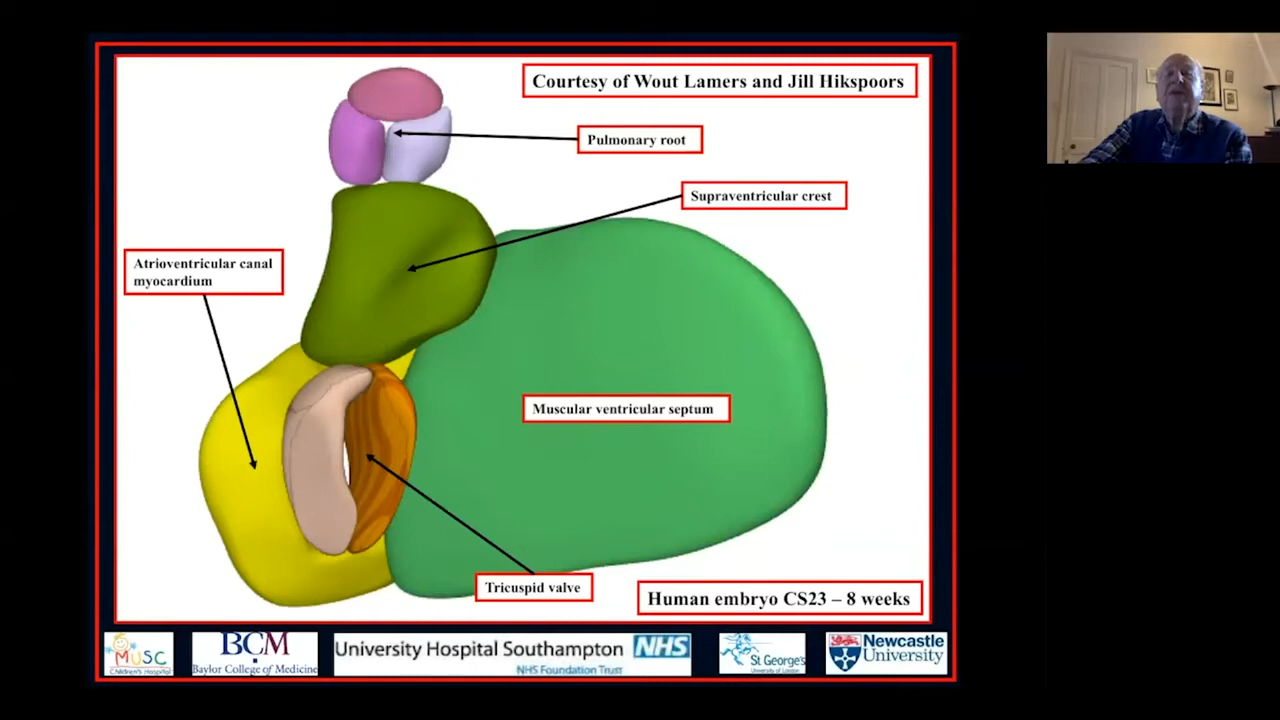 Courtesy of Wout Lamers and Jill Hikspoors
Pulmonary root
Supraventricular crest
Atrioventricular canal
myocardium
Muscular ventricular septum
Tricuspid valve
Human embryo CS23 – 8 weeks
MUSC
Children's Hospital
BCM
Baylor College of Medicine
University Hospital Southampton
NHS
NHS Foundation Trust
St George's
University of London
Newcastle
University